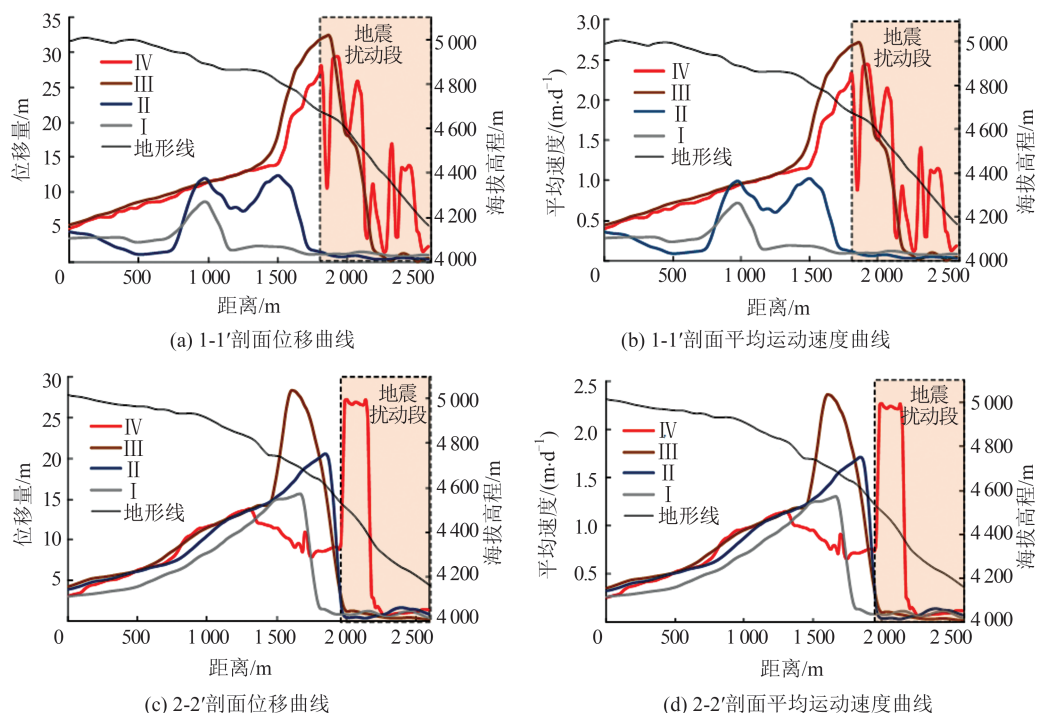 35
30
25
20
15
10
5
位移量/m
IV
III
II
I
地形线
地震
扰动段
5 000
4 800
4 600
4 400
4 200
4 000
海拔高程/m
0
500
1 000
1 500
2 000
2 500
距离/m
(a) 1-1′剖面位移曲线
3.0
2.5
2.0
1.5
1.0
0.5
平均速度/(m·d⁻¹)
IV
III
II
I
地形线
地震
扰动段
5 000
4 800
4 600
4 400
4 200
4 000
海拔高程/m
0
500
1 000
1 500
2 000
2 500
距离/m
(b) 1-1′剖面平均运动速度曲线
30
25
20
15
10
5
位移量/m
IV
III
II
I
地形线
地震
扰动段
5 000
4 800
4 600
4 400
4 200
4 000
海拔高程/m
0
500
1 000
1 500
2 000
2 500
距离/m
(c) 2-2′剖面位移曲线
2.5
2.0
1.5
1.0
0.5
平均速度/(m·d⁻¹)
IV
III
II
I
地形线
地震
扰动段
5 000
4 800
4 600
4 400
4 200
4 000
海拔高程/m
0
500
1 000
1 500
2 000
2 500
距离/m
(d) 2-2′剖面平均运动速度曲线